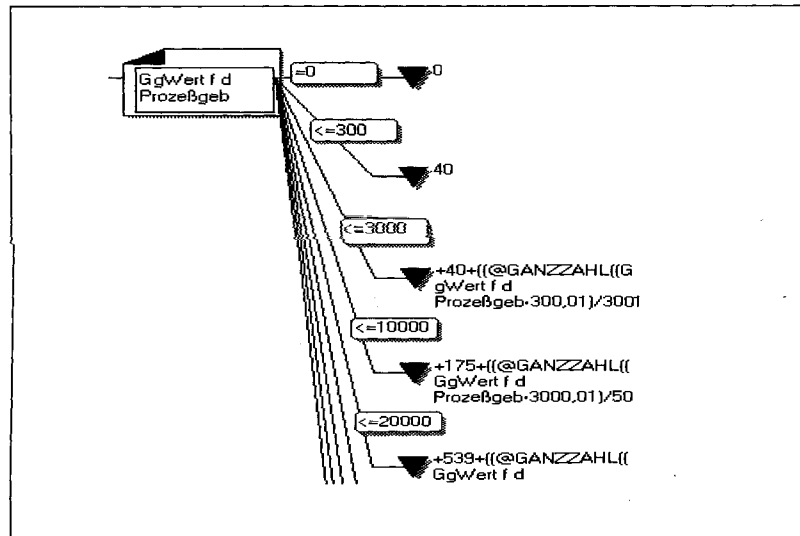 GgWert f d
Prozeßgeb
=0
0
<=300
40
<=3000
+40+((@GANZZAHL((G
gWert f d
Prozeßgeb-300,01)/3001
<=10000
+175+((@GANZZAHL((
GgWert f d
Prozeßgeb-3000,01)/50
<=20000
+539+((@GANZZAHL((
GgWert f d